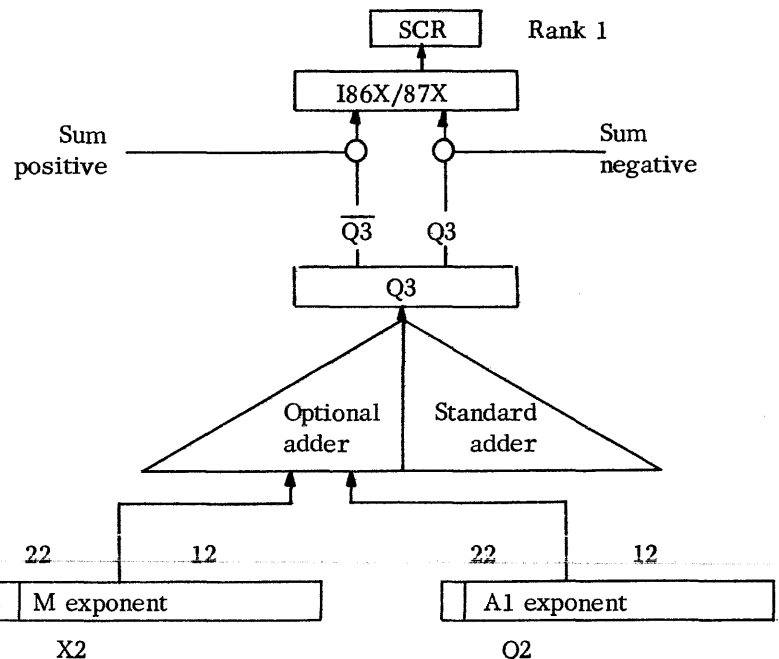 SCR Rank 1
I86X/87X
Sum
positive
Sum
negative
Q3 Q3
Q3
Optional
adder
Standard
adder
22 12 22 12
M exponent A1 exponent
X2 Q2